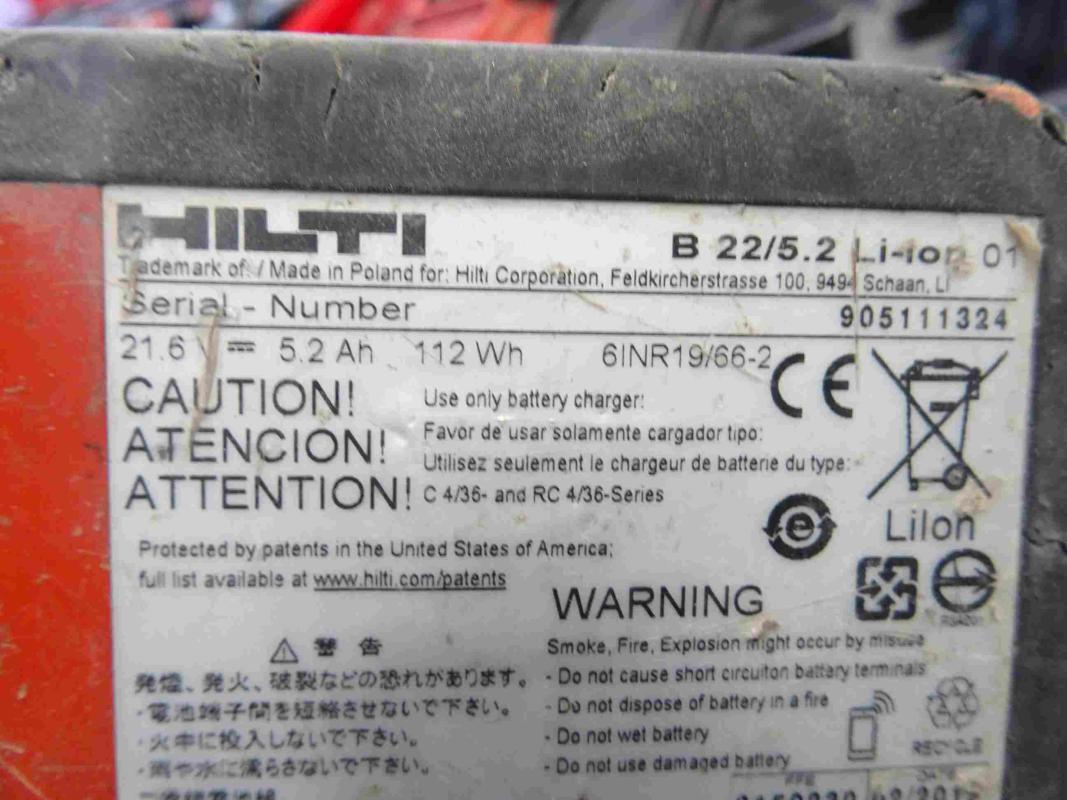 HILTI
B 22/5.2 Li-Ion 01
Trademark of / Made in Poland for: Hilti Corporation, Feldkircherstrasse 100, 9494 Schaan, LI
Serial - Number
905111324
21.6 V 5.2 Ah 112 Wh 6INR19/66-2
CE
CAUTION!
ATENCION!
ATTENTION!
Use only battery charger:
Favor de usar solamente cargador tipo:
Utilisez seulement le chargeur de batterie du type:
C 4/36- and RC 4/36-Series
LiIon
Protected by patents in the United States of America;
full list available at www.hilti.com/patents
WARNING
Smoke, Fire, Explosion might occur by misuse
- Do not cause short circuiton battery terminals
- Do not dispose of battery in a fire
- Do not wet battery
- Do not use damaged battery
警告
発煙、発火、破裂などの恐れがあります。
・電池端子間を短絡させないで下さい。
・火中に投入しないで下さい。
・雨や水に濡らさないで下さい。
RECYCLE
DATE